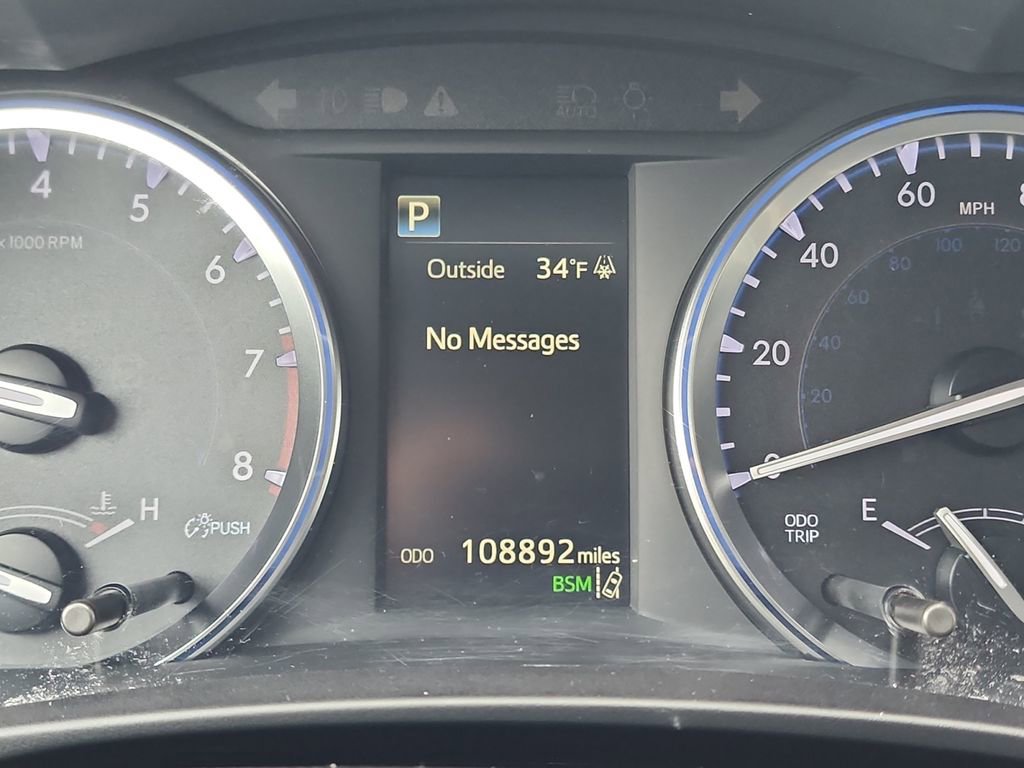 AUTO
4
5
6
7
8
x1000 RPM
H
PUSH
P
Outside 34°F
No Messages
ODO 108892 miles
BSM
0
20
40
60
MPH
20
40
60
80
100
120
ODO
TRIP
E